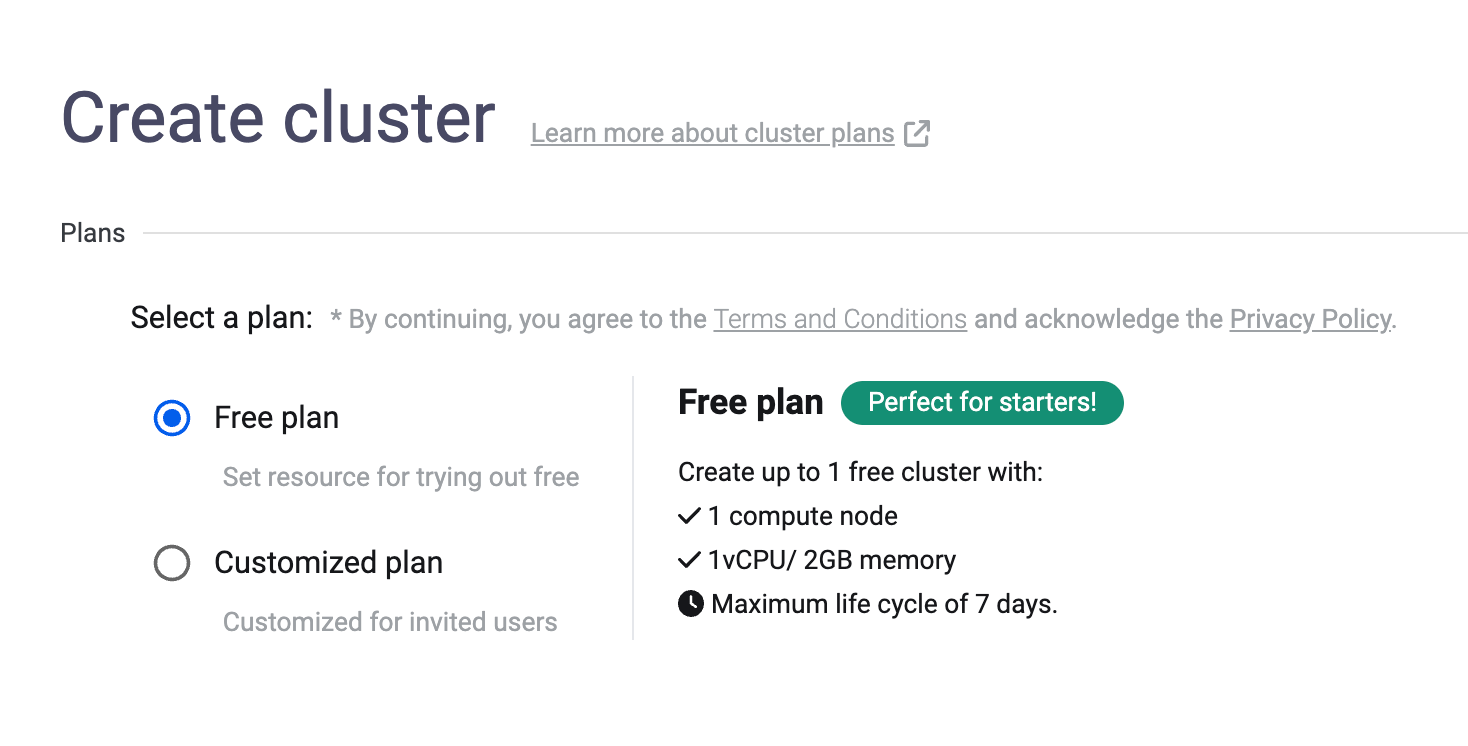 Create cluster Learn more about cluster plans
Plans
Select a plan: * By continuing, you agree to the Terms and Conditions and acknowledge the Privacy Policy.
Free plan
Set resource for trying out free
Customized plan
Customized for invited users
Free plan Perfect for starters!
Create up to 1 free cluster with:
1 compute node
1vCPU/ 2GB memory
Maximum life cycle of 7 days.